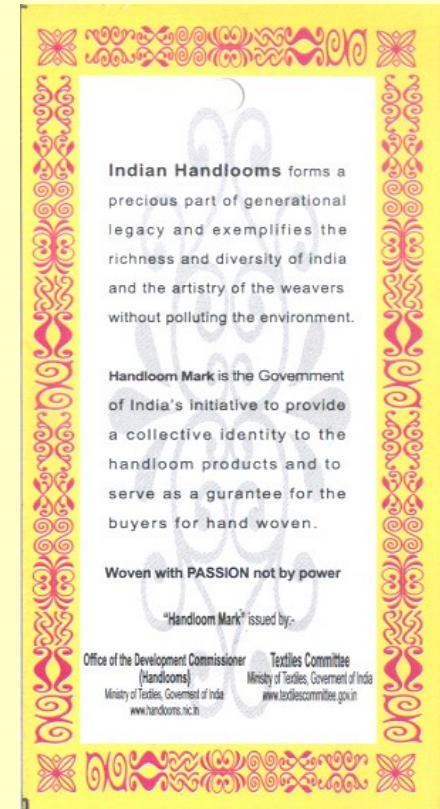 Indian Handlooms forms a
precious part of generational
legacy and exemplifies the
richness and diversity of india
and the artistry of the weavers
without polluting the environment.
Handloom Mark is the Government
of India's initiative to provide
a collective identity to the
handloom products and to
serve as a gurantee for the
buyers for hand woven.
Woven with PASSION not by power
"Handloom Mark" issued by:-
Office of the Development Commissioner
(Handlooms)
Ministry of Textiles, Goverment of India
www.handlooms.nic.in
Textiles Committee
Ministry of Textiles, Goverment of India
www.textilescommittee.gov.in